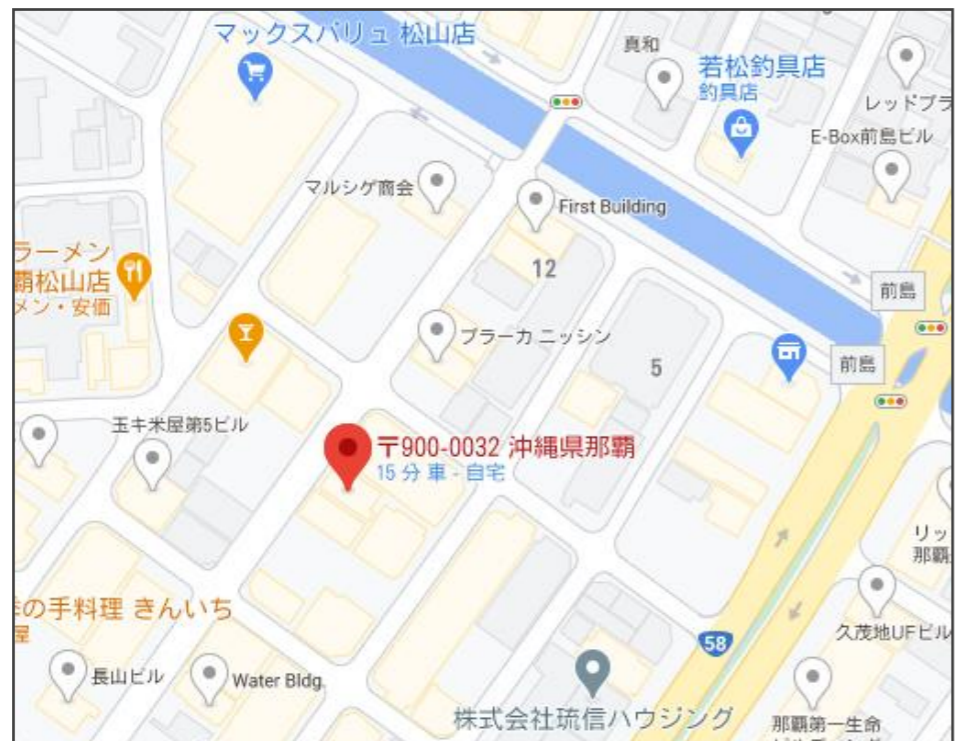 マックスバリュ 松山店
真和
若松釣具店
釣具店
レッドプラ
E-Box前島ビル
マルシゲ商会
First Building
ラーメン
覇松山店
メン・安価
12
前島
プラーカ ニッシン
5
前島
玉キ米屋第5ビル
〒900-0032 沖縄県那覇
15 分 車 - 自宅
リッ
那覇
の手料理 きんいち
屋
58
久茂地UFビル
長山ビル
Water Bldg.
株式会社琉信ハウジング
那覇第一生命